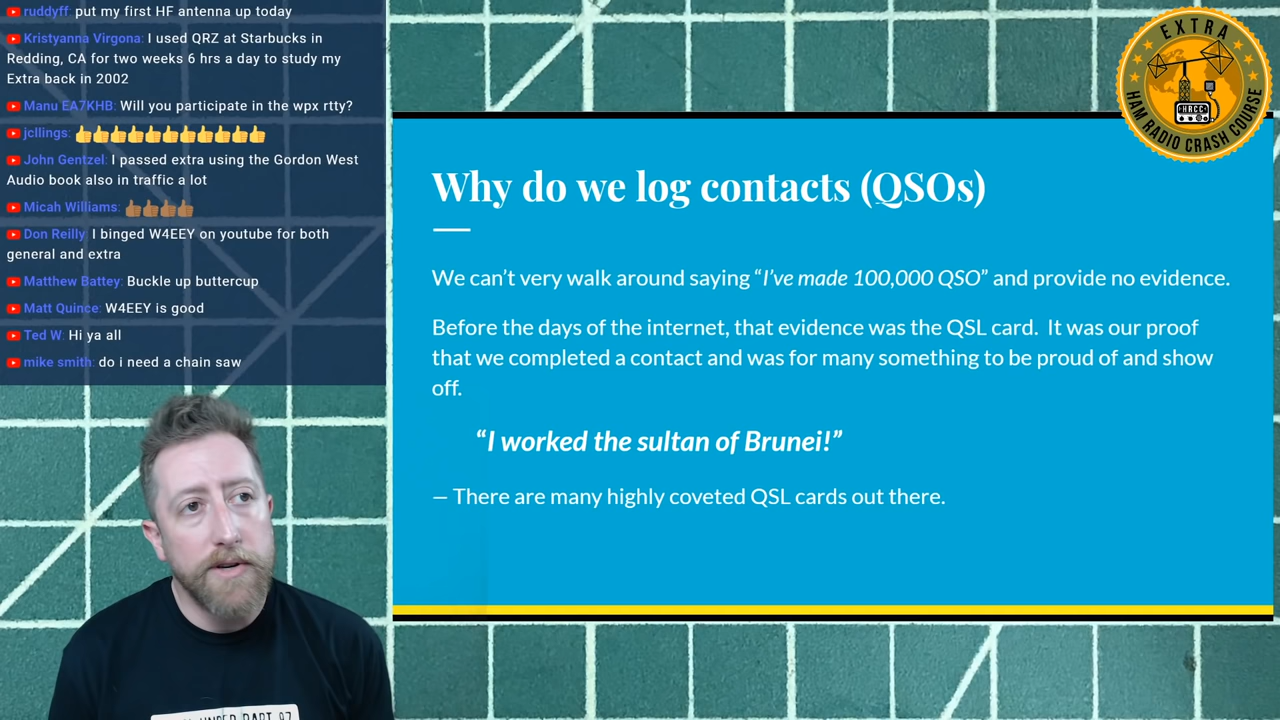 ruddyff: put my first HF antenna up today
Kristyanna Virgona: I used QRZ at Starbucks in
Redding, CA for two weeks 6 hrs a day to study my
Extra back in 2002
Manu EA7KHB: Will you participate in the wpx rtty?
jcllings: 👍👍👍👍👍👍👍👍👍👍
John Gentzel: I passed extra using the Gordon West
Audio book also in traffic a lot
Micah Williams: 👍🏾👍🏾👍🏾👍🏾
Don Reilly: I binged W4EEY on youtube for both
general and extra
Matthew Battey: Buckle up buttercup
Matt Quince: W4EEY is good
Ted W: Hi ya all
mike smith: do i need a chain saw
EXTRA
HAM RADIO CRASH COURSE
HRCC
Why do we log contacts (QSOs)
We can’t very walk around saying “I’ve made 100,000 QSO” and provide no evidence.
Before the days of the internet, that evidence was the QSL card. It was our proof
that we completed a contact and was for many something to be proud of and show
off.
“I worked the sultan of Brunei!”
— There are many highly coveted QSL cards out there.
UNDER PART 97